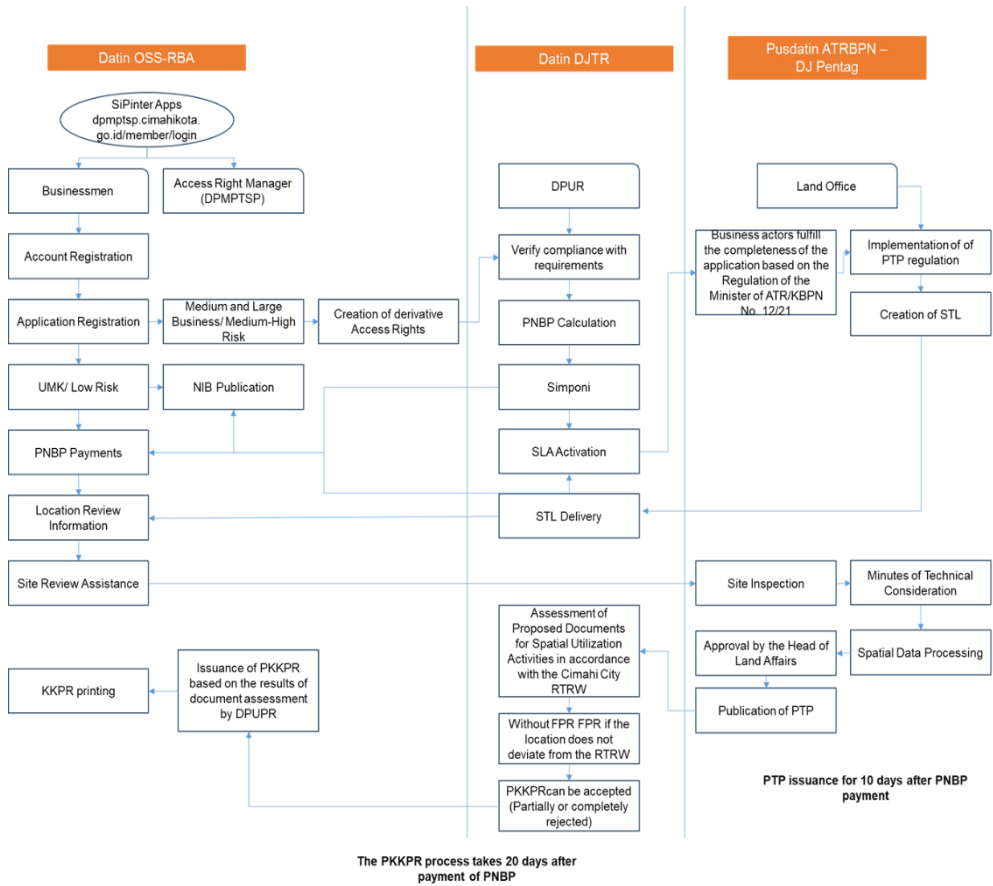 Datin OSS-RBA
Datin DJTR
Pusdatin ATRBPN –
DJ Pentag
SiPinter Apps
dpmptsp.cimahikota.
go.id/member/login
Businessmen
Access Right Manager
(DPMPTSP)
DPUR
Land Office
Account Registration
Verify compliance with
requirements
Business actors fulfill
the completeness of the
application based on the
Regulation of the
Minister of ATR/KBPN
No. 12/21
Implementation of of
PTP regulation
Application Registration
Medium and Large
Business/ Medium-High
Risk
Creation of derivative
Access Rights
PNBP Calculation
Creation of STL
UMK/ Low Risk
NIB Publication
Simponi
PNBP Payments
SLA Activation
Location Review
Information
STL Delivery
Site Review Assistance
Site Inspection
Minutes of Technical
Consideration
Assessment of
Proposed Documents
for Spatial Utilization
Activities in accordance
with the Cimahi City
RTRW
Approval by the Head of
Land Affairs
Spatial Data Processing
KKPR printing
Issuance of PKKPR
based on the results of
document assessment
by DPUPR
Publication of PTP
Without FPR FPR if the
location does not
deviate from the RTRW
PKKPRcan be accepted
(Partially or completely
rejected)
PTP issuance for 10 days after PNBP
payment
The PKKPR process takes 20 days after
payment of PNBP